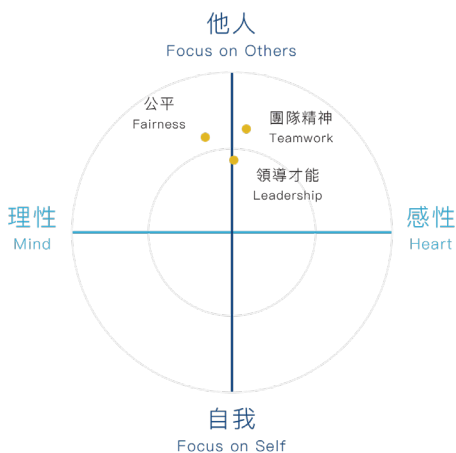 他人
Focus on Others
公平
Fairness
團隊精神
Teamwork
領導才能
Leadership
理性
Mind
感性
Heart
自我
Focus on Self